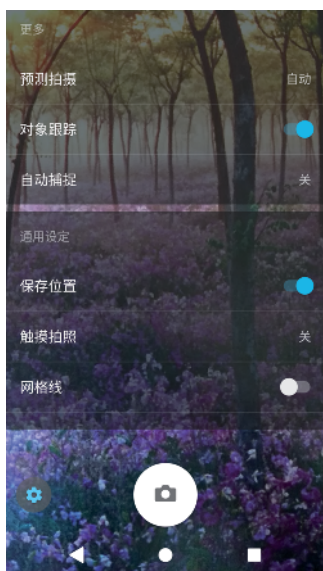 更多
预测拍摄
自动
对象跟踪
自动捕捉
关
通用设定
保存位置
触摸拍照
关
网格线